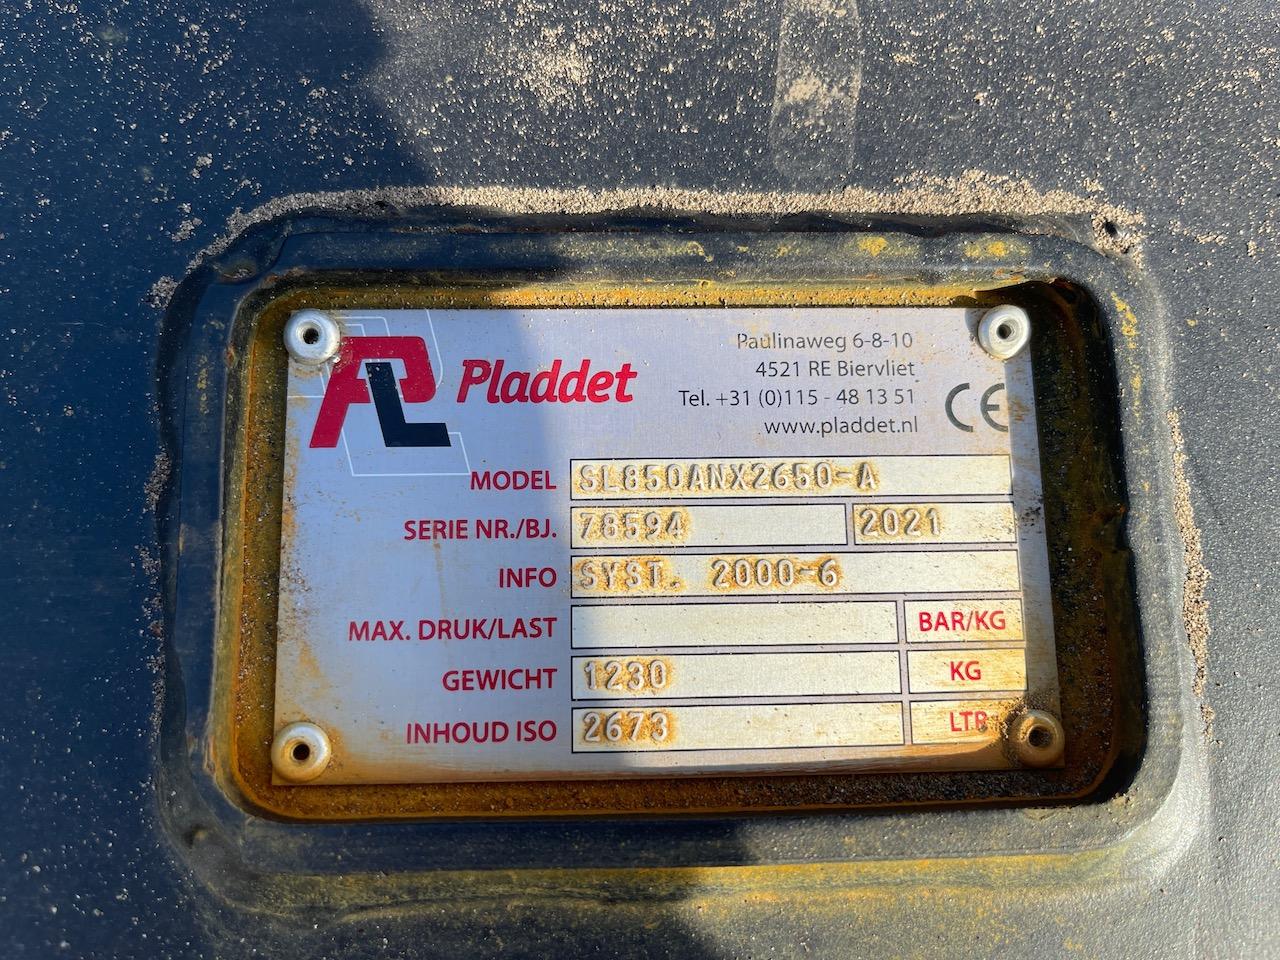 PL Pladdet
Paulinaweg 6-8-10
4521 RE Biervliet
Tel. +31 (0)115 - 48 13 51
www.pladdet.nl
CE
MODEL SL850ANX2650-A
SERIE NR./BJ. 78594 2021
INFO SYST. 2000-6
MAX. DRUK/LAST BAR/KG
GEWICHT 1230 KG
INHOUD ISO 2673 LTR